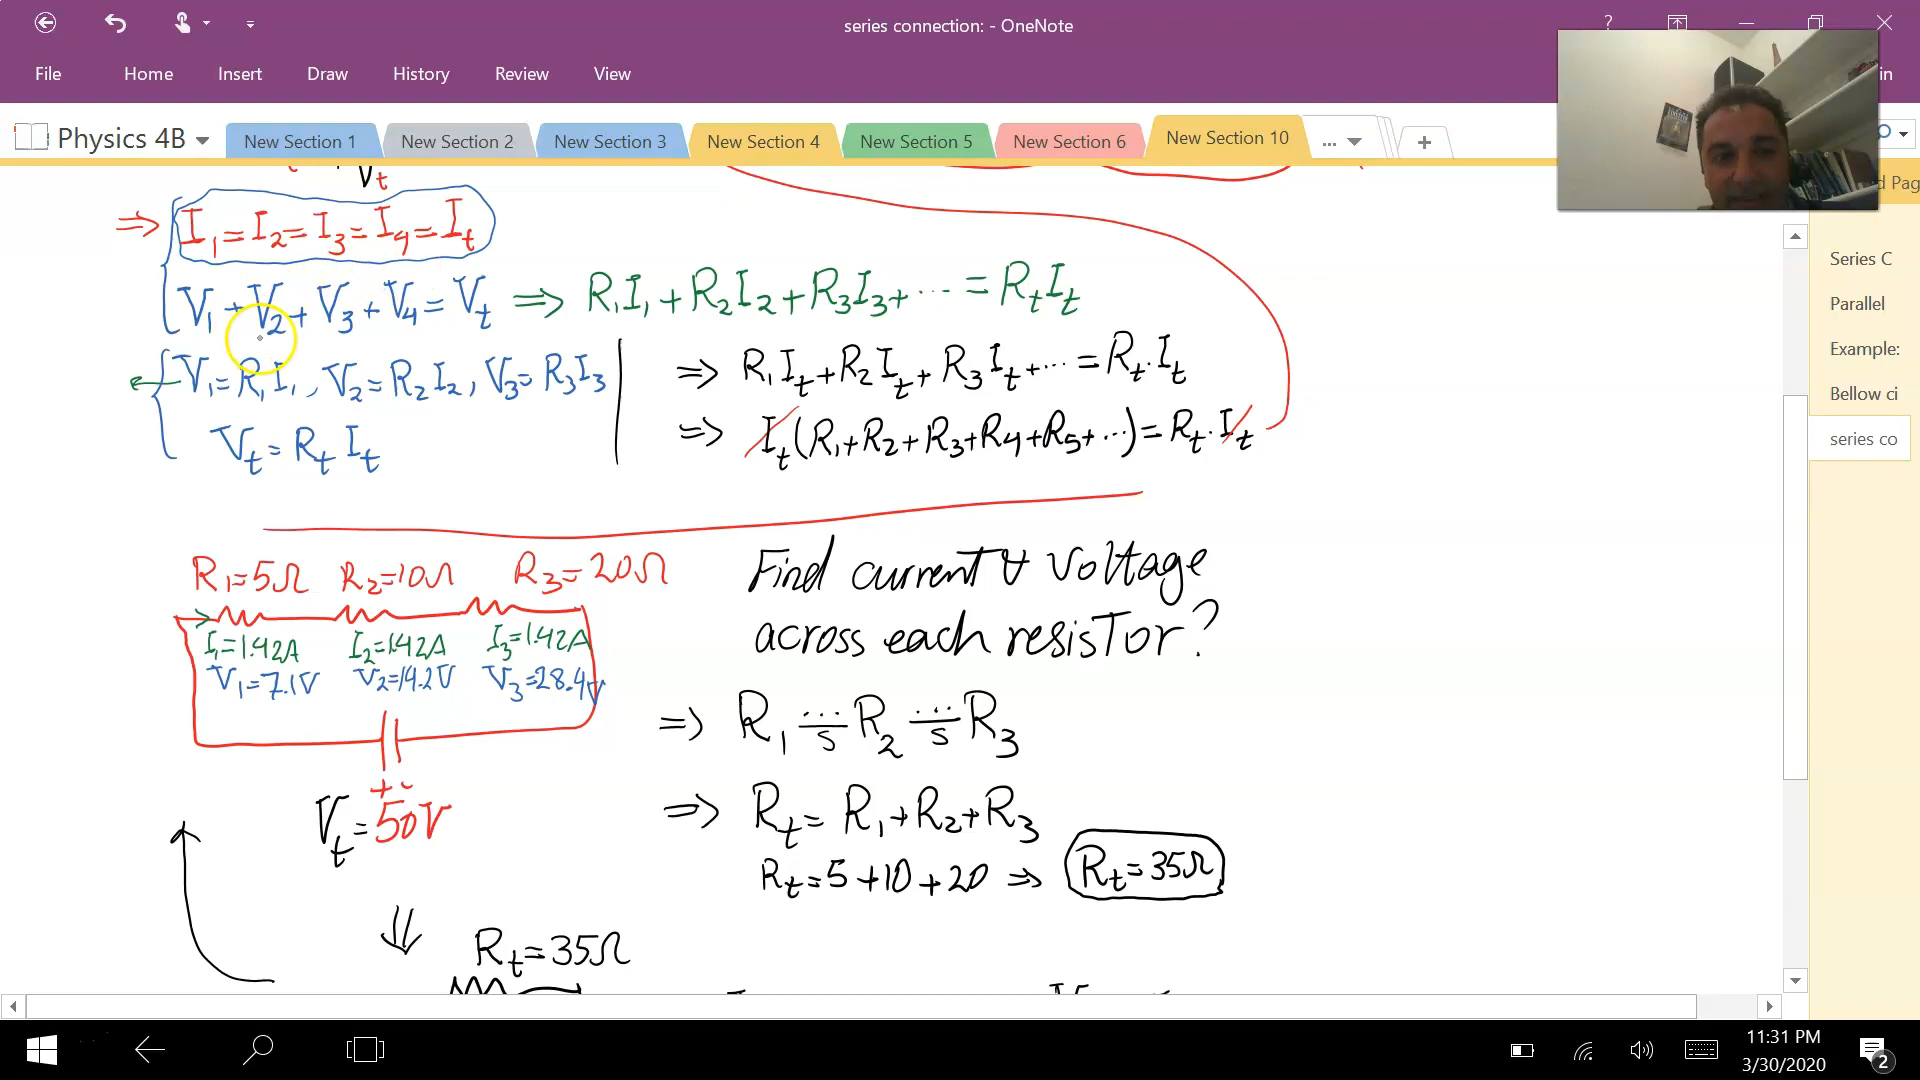 series connection: - OneNote
File Home Insert Draw History Review View
in
Physics 4B New Section 1 New Section 2 New Section 3 New Section 4 New Section 5 New Section 6 New Section 10 ...
d Pag
Vt
⇒ I1=I2=I3=I4=It
V1+V2+V3+V4=Vt ⇒ R1I1+R2I2+R3I3+...=RtIt
V1=R1I1, V2=R2I2, V3=R3I3
Vt=RtIt
⇒ R1It+R2It+R3It+...=Rt.It
⇒ It(R1+R2+R3+R4+R5+...)=Rt.It
R1=5Ω R2=10Ω R3=20Ω
I1=1.42A I2=1.42A I3=1.42A
V1=7.1V V2=14.2V V3=28.4V
+ -
Vt=50V
Find current & voltage
across each resistor?
⇒ R1 ... s R2 ... s R3
⇒ Rt=R1+R2+R3
Rt=5+10+20 ⇒ Rt=35Ω
⇓ Rt=35Ω
Series C
Parallel
Example:
Bellow ci
series co
11:31 PM
3/30/2020
2